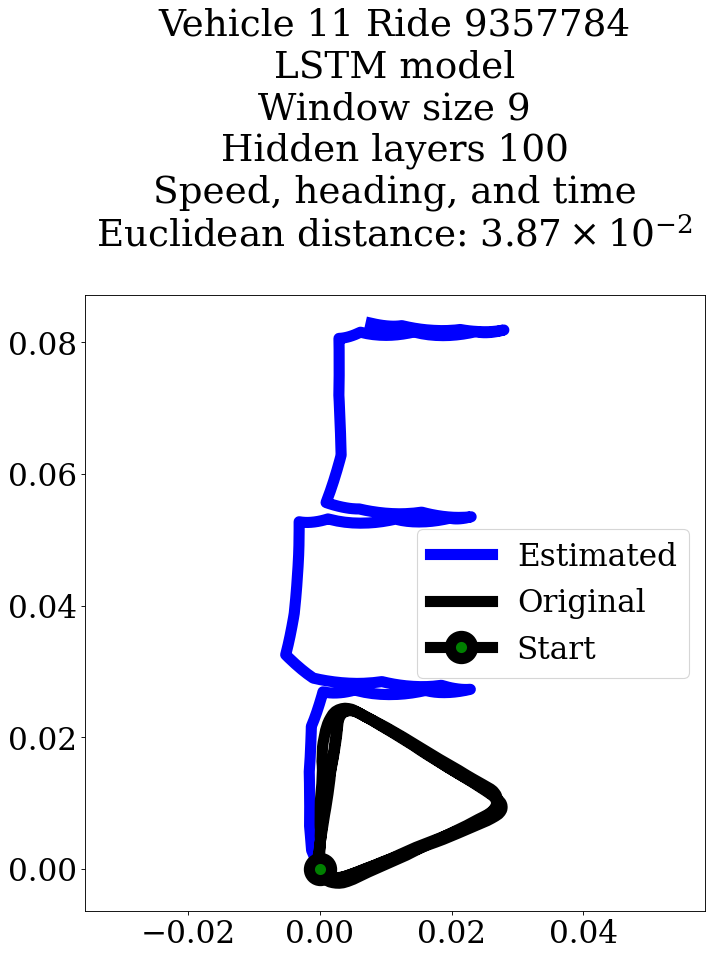 Vehicle 11 Ride 9357784
LSTM model
Window size 9
Hidden layers 100
Speed, heading, and time
Euclidean distance: 3.87 × 10⁻²
0.08
0.06
0.04
0.02
0.00
Estimated
Original
Start
−0.02 0.00 0.02 0.04